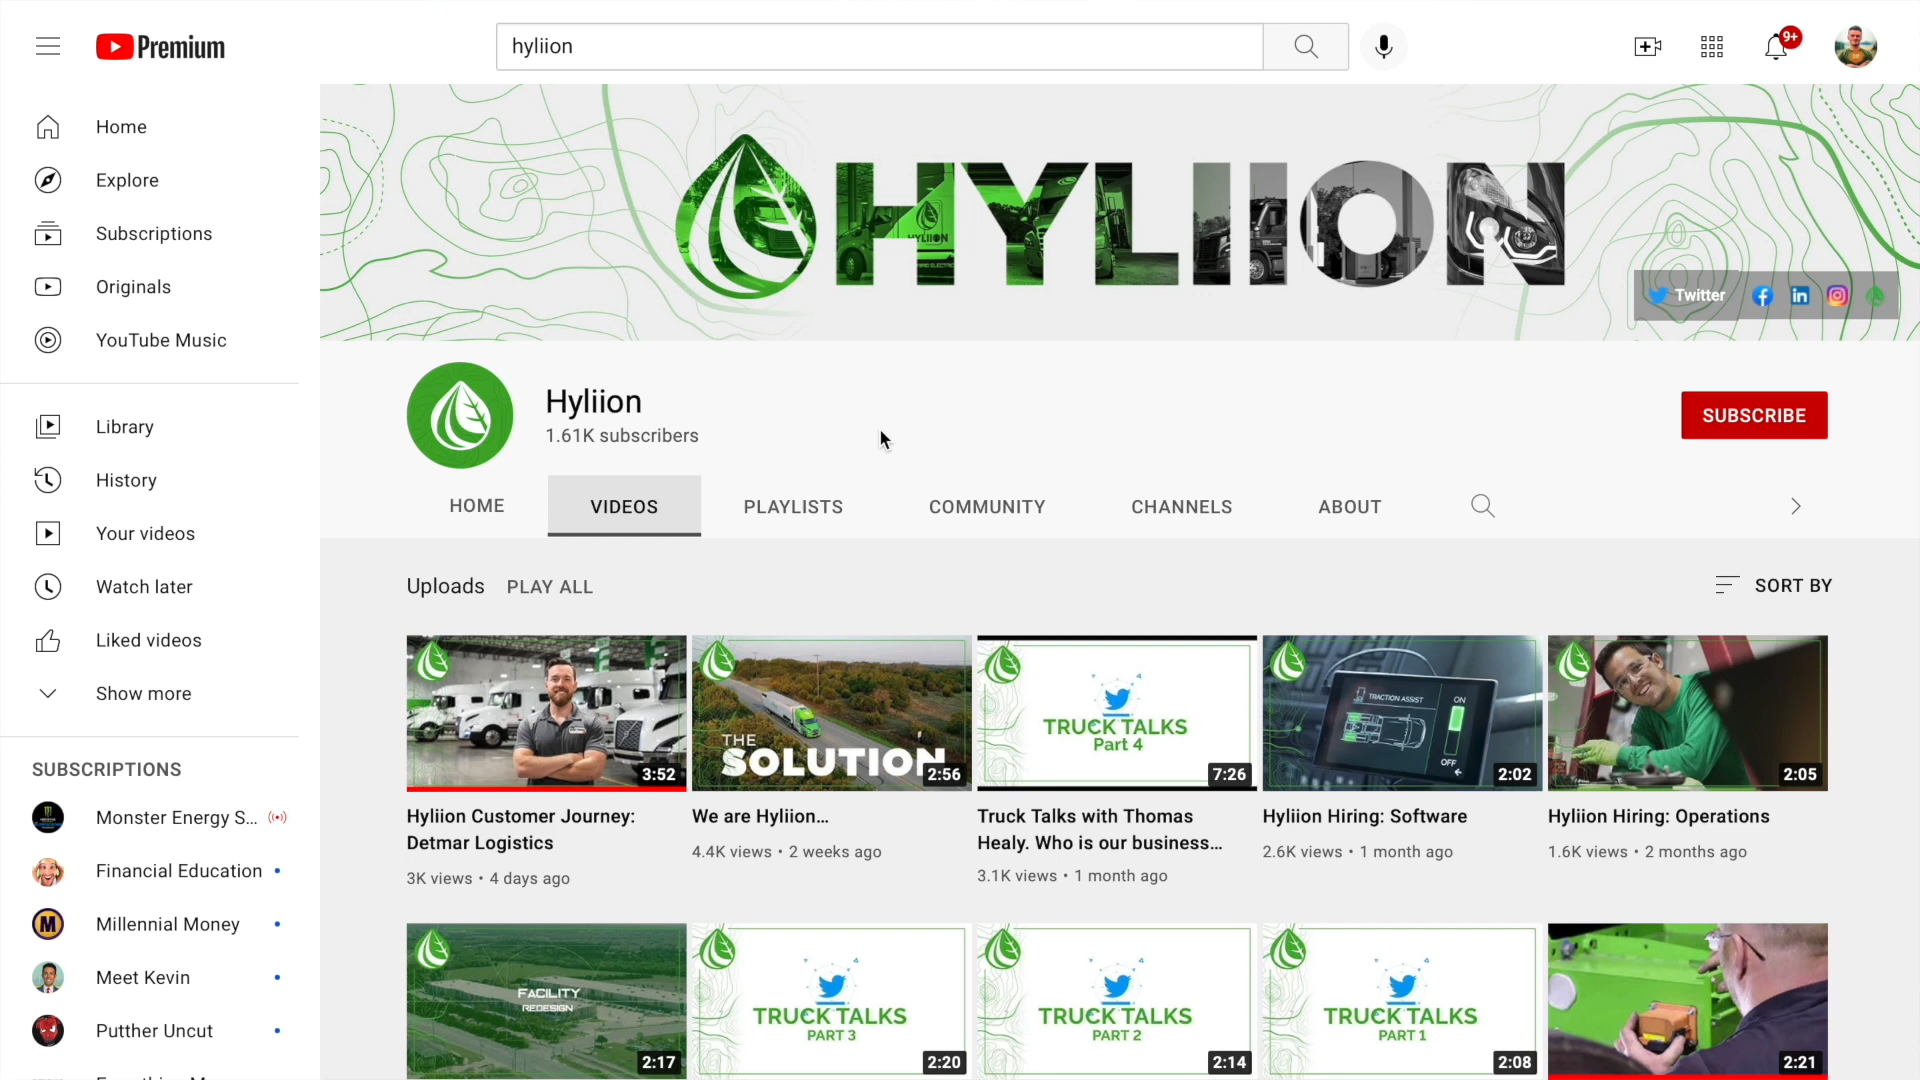 Premium
hyliion
9+
Home
Explore
Subscriptions
Originals
YouTube Music
Library
History
Your videos
Watch later
Liked videos
Show more
SUBSCRIPTIONS
Monster Energy S...
Financial Education
Millennial Money
Meet Kevin
Putther Uncut
HYLIION
HYLIION
Twitter
Hyliion
1.61K subscribers
SUBSCRIBE
HOME VIDEOS PLAYLISTS COMMUNITY CHANNELS ABOUT
Uploads PLAY ALL SORT BY
3:52
THE
SOLUTION
2:56
TRUCK TALKS
Part 4
7:26
TRACTION ASSIST
ON
OFF
2:02
2:05
Hyliion Customer Journey:
Detmar Logistics
3K views • 4 days ago
We are Hyliion...
4.4K views • 2 weeks ago
Truck Talks with Thomas
Healy. Who is our business...
3.1K views • 1 month ago
Hyliion Hiring: Software
2.6K views • 1 month ago
Hyliion Hiring: Operations
1.6K views • 2 months ago
FACILITY
REDESIGN
2:17
TRUCK TALKS
PART 3
2:20
TRUCK TALKS
PART 2
2:14
TRUCK TALKS
PART 1
2:08
2:21